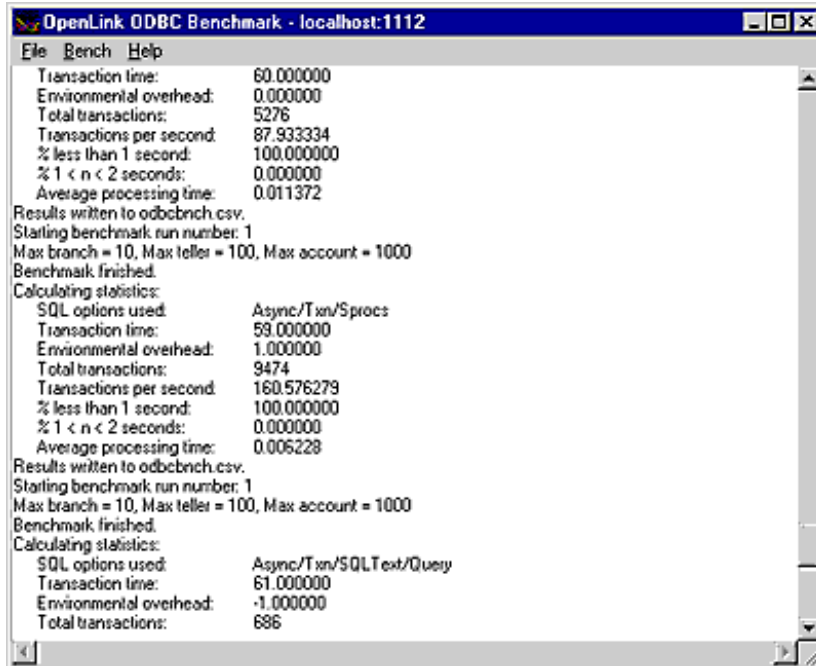 OpenLink ODBC Benchmark - localhost:1112
File Bench Help
Transaction time: 60.000000
Environmental overhead: 0.000000
Total transactions: 5276
Transactions per second: 87.933334
% less than 1 second: 100.000000
% 1 < n < 2 seconds: 0.000000
Average processing time: 0.011372
Results written to odbcbnch.csv.
Starting benchmark run number: 1
Max branch = 10, Max teller = 100, Max account = 1000
Benchmark finished.
Calculating statistics:
SQL options used: Async/Txn/Sprocs
Transaction time: 59.000000
Environmental overhead: 1.000000
Total transactions: 9474
Transactions per second: 160.576279
% less than 1 second: 100.000000
% 1 < n < 2 seconds: 0.000000
Average processing time: 0.006228
Results written to odbcbnch.csv.
Starting benchmark run number: 1
Max branch = 10, Max teller = 100, Max account = 1000
Benchmark finished.
Calculating statistics:
SQL options used: Async/Txn/SQLText/Query
Transaction time: 61.000000
Environmental overhead: -1.000000
Total transactions: 686